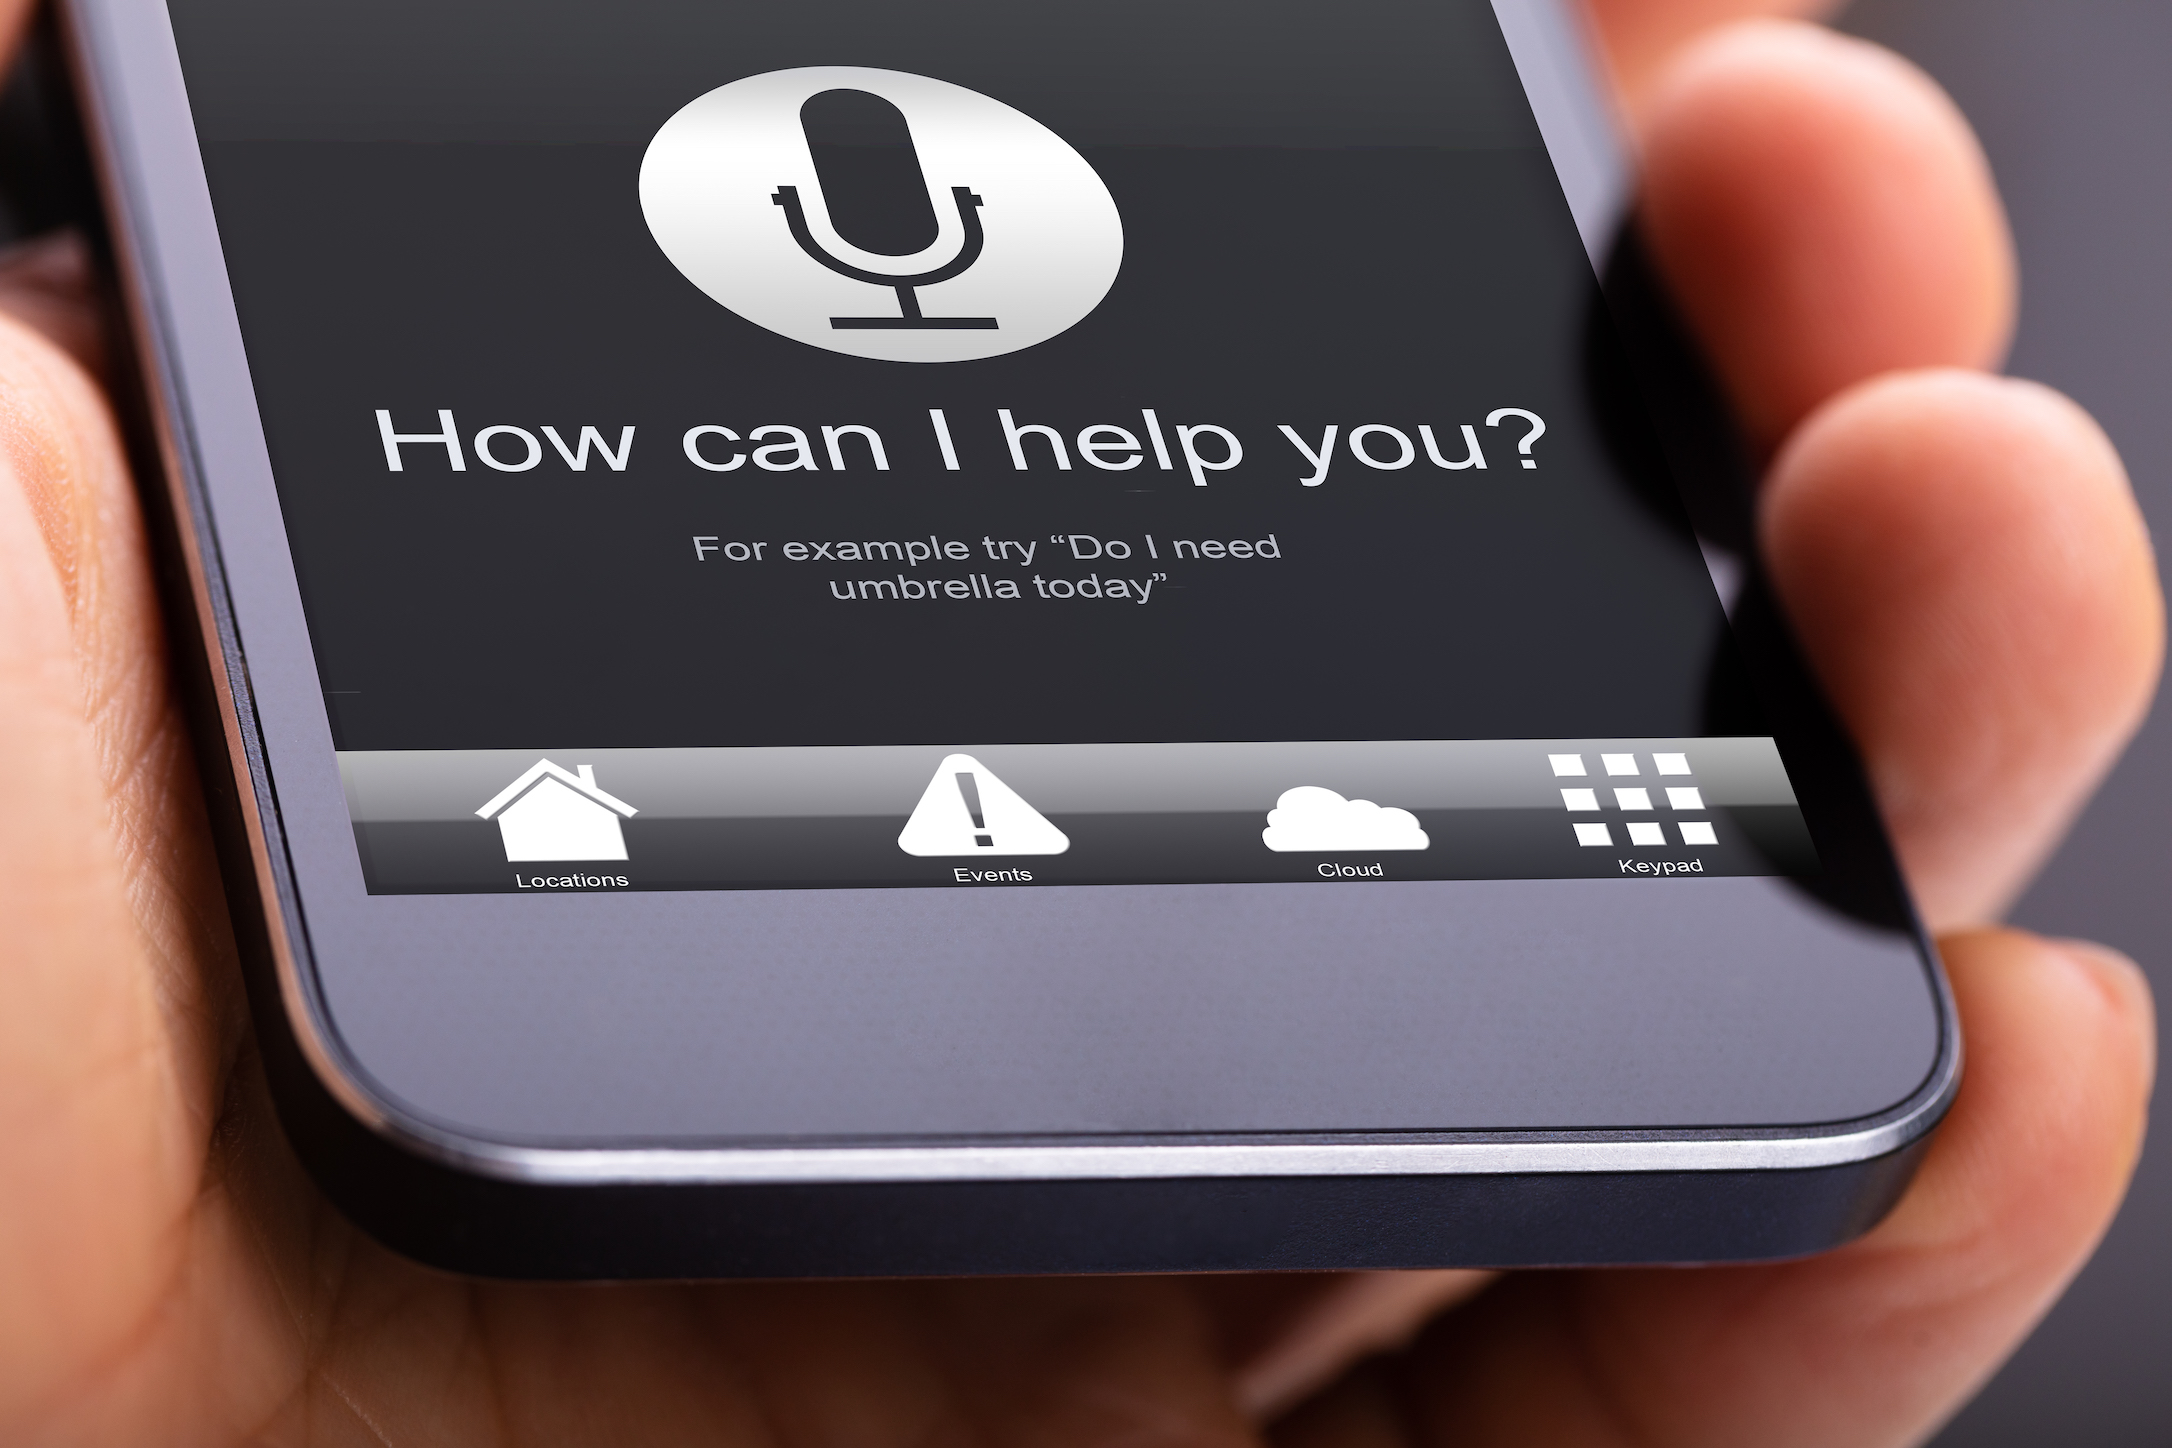 How can I help you?
For example try “Do I need
umbrella today”
Locations
Events
Cloud
Keypad